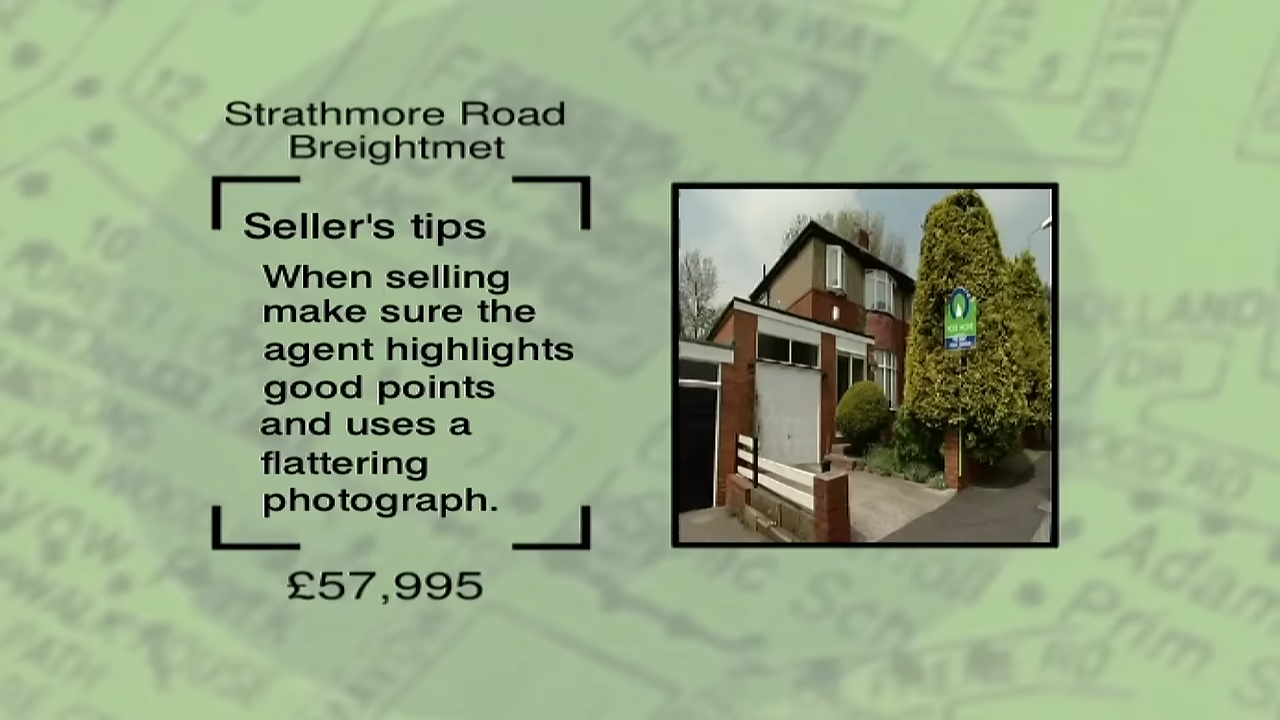 Strathmore Road
Breightmet
Seller's tips
When selling
make sure the
agent highlights
good points
and uses a
flattering
photograph.
£57,995